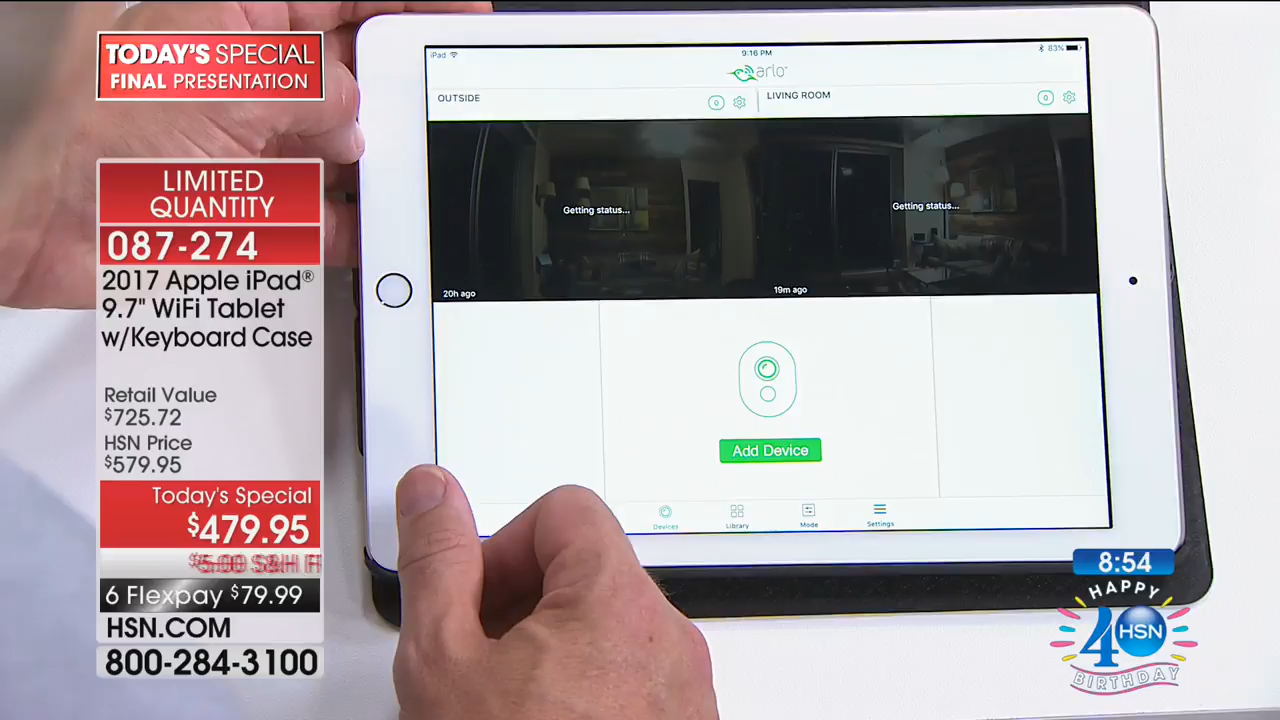 TODAY'S SPECIAL
FINAL PRESENTATION
LIMITED
QUANTITY
087-274
2017 Apple iPad®
9.7" WiFi Tablet
w/Keyboard Case
Retail Value
$725.72
HSN Price
$579.95
Today's Special
$479.95
6 Flexpay $79.99
HSN.COM
800-284-3100
iPad
9:16 PM
83%
arlo
OUTSIDE
0
LIVING ROOM
0
Getting status...
Getting status...
20h ago
19m ago
Add Device
Devices
Library
Mode
Settings
8:54
HAPPY
40
HSN
BIRTHDAY